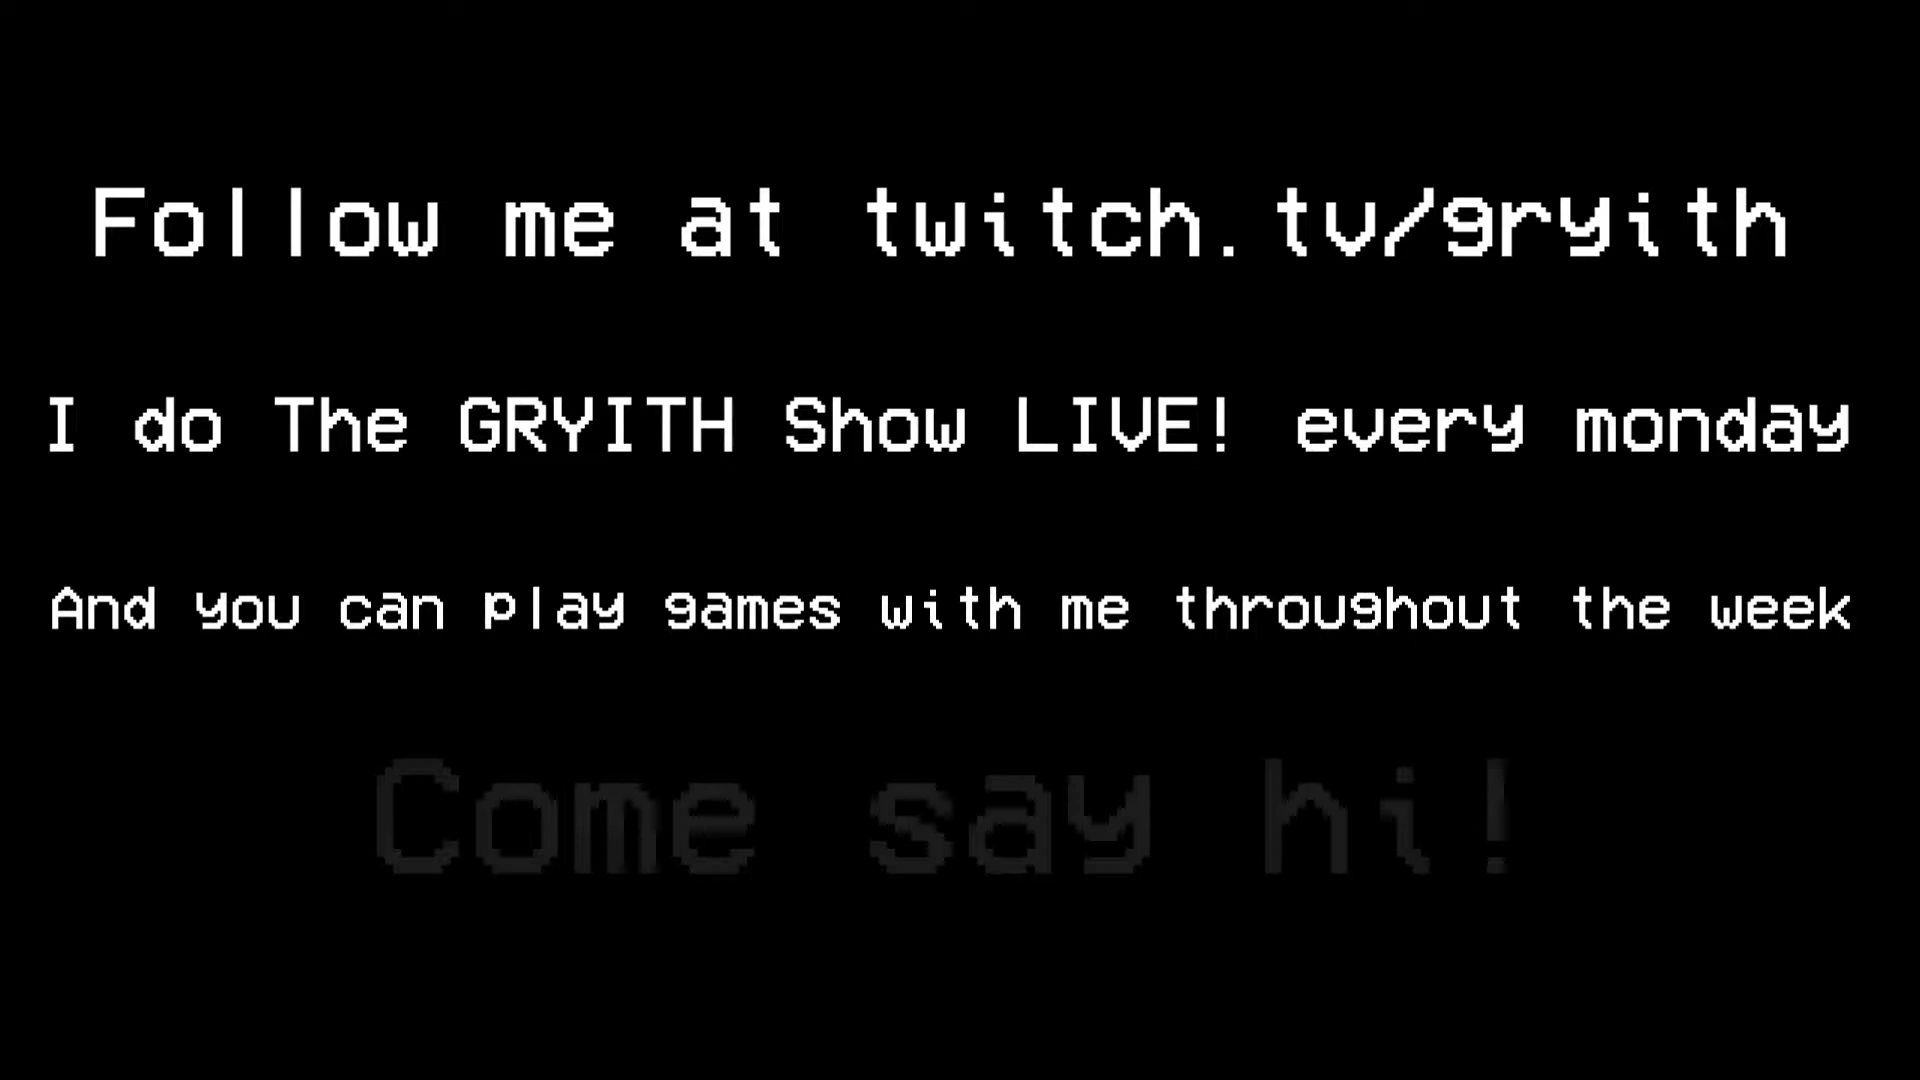 Follow me at twitch.tv/gryith
I do The GRYITH Show LIVE! every monday
And you can play games with me throughout the week
Come say hi!